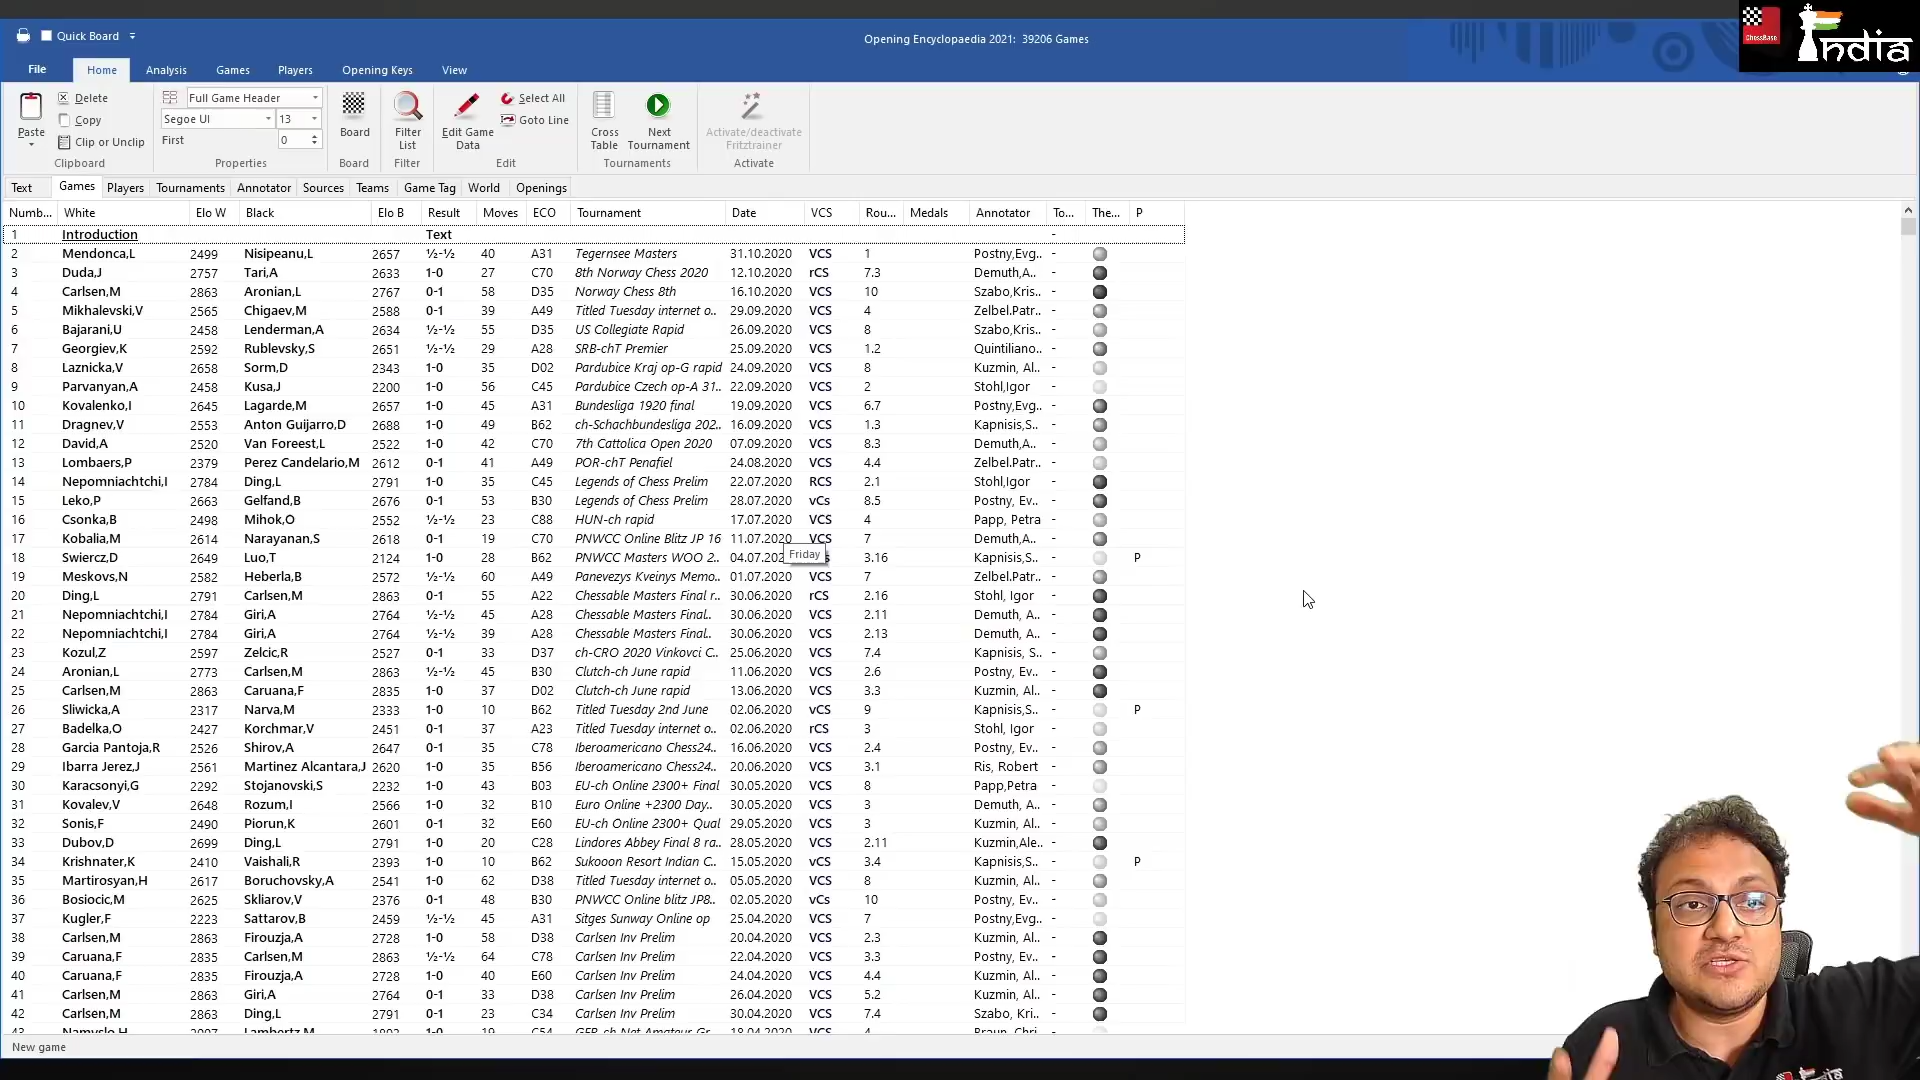 Quick Board
Opening Encyclopaedia 2021: 39206 Games
ChessBase
India
File Home Analysis Games Players Opening Keys View
Paste
Delete
Copy
Clip or Unclip
Clipboard
Full Game Header
Segoe UI 13
First 0
Properties
Board
Board
Filter List
Filter
Edit Game Data
Select All
Goto Line
Edit
Cross Table
Next Tournament
Tournaments
Activate/deactivate Fritztrainer
Activate
Text Games Players Tournaments Annotator Sources Teams Game Tag World Openings
Numb... White Elo W Black Elo B Result Moves ECO Tournament Date VCS Rou... Medals Annotator To... The... P
1 Introduction Text -
2 Mendonca,L 2499 Nisipeanu,L 2657 ½-½ 40 A31 Tegernsee Masters 31.10.2020 VCS 1 Postny,Evg.. -
3 Duda,J 2757 Tari,A 2633 1-0 27 C70 8th Norway Chess 2020 12.10.2020 rCS 7.3 Demuth,A.. -
4 Carlsen,M 2863 Aronian,L 2767 0-1 58 D35 Norway Chess 8th 16.10.2020 VCS 10 Szabo,Kris.. -
5 Mikhalevski,V 2565 Chigaev,M 2588 0-1 39 A49 Titled Tuesday internet o.. 29.09.2020 VCS 4 Zelbel.Patr.. -
6 Bajarani,U 2458 Lenderman,A 2634 ½-½ 55 D35 US Collegiate Rapid 26.09.2020 VCS 8 Szabo,Kris.. -
7 Georgiev,K 2592 Rublevsky,S 2651 ½-½ 29 A28 SRB-chT Premier 25.09.2020 VCS 1.2 Quintiliano.. -
8 Laznicka,V 2658 Sorm,D 2343 1-0 35 D02 Pardubice Kraj op-G rapid 24.09.2020 VCS 8 Kuzmin, Al.. -
9 Parvanyan,A 2458 Kusa,J 2200 1-0 56 C45 Pardubice Czech op-A 31.. 22.09.2020 VCS 2 Stohl,Igor -
10 Kovalenko,I 2645 Lagarde,M 2657 1-0 45 A31 Bundesliga 1920 final 19.09.2020 VCS 6.7 Postny,Evg.. -
11 Dragnev,V 2553 Anton Guijarro,D 2688 1-0 49 B62 ch-Schachbundesliga 202.. 16.09.2020 VCS 1.3 Kapnisis,S.. -
12 David,A 2520 Van Foreest,L 2522 1-0 42 C70 7th Cattolica Open 2020 07.09.2020 VCS 8.3 Demuth,A.. -
13 Lombaers,P 2379 Perez Candelario,M 2612 0-1 41 A49 POR-chT Penafiel 24.08.2020 VCS 4.4 Zelbel.Patr.. -
14 Nepomniachtchi,I 2784 Ding,L 2791 1-0 35 C45 Legends of Chess Prelim 22.07.2020 RCS 2.1 Stohl,Igor -
15 Leko,P 2663 Gelfand,B 2676 0-1 53 B30 Legends of Chess Prelim 28.07.2020 vCs 8.5 Postny, Ev.. -
16 Csonka,B 2498 Mihok,O 2552 ½-½ 23 C88 HUN-ch rapid 17.07.2020 VCS 4 Papp, Petra -
17 Kobalia,M 2614 Narayanan,S 2618 0-1 19 C70 PNWCC Online Blitz JP 16 11.07.2020 VCS 7 Demuth,A.. -
18 Swiercz,D 2649 Luo,T 2124 1-0 28 B62 PNWCC Masters WOO 2.. 04.07.202 Friday s 3.16 Kapnisis,S.. - P
19 Meskovs,N 2582 Heberla,B 2572 ½-½ 60 A49 Panevezys Kveinys Memo.. 01.07.2020 VCS 7 Zelbel.Patr.. -
20 Ding,L 2791 Carlsen,M 2863 0-1 55 A22 Chessable Masters Final r.. 30.06.2020 rCS 2.16 Stohl, Igor -
21 Nepomniachtchi,I 2784 Giri,A 2764 ½-½ 45 A28 Chessable Masters Final.. 30.06.2020 VCS 2.11 Demuth, A.. -
22 Nepomniachtchi,I 2784 Giri,A 2764 ½-½ 39 A28 Chessable Masters Final.. 30.06.2020 VCS 2.13 Demuth, A.. -
23 Kozul,Z 2597 Zelcic,R 2527 0-1 33 D37 ch-CRO 2020 Vinkovci C.. 25.06.2020 VCS 7.4 Kapnisis, S.. -
24 Aronian,L 2773 Carlsen,M 2863 ½-½ 45 B30 Clutch-ch June rapid 11.06.2020 VCS 2.6 Postny, Ev.. -
25 Carlsen,M 2863 Caruana,F 2835 1-0 37 D02 Clutch-ch June rapid 13.06.2020 VCS 3.3 Kuzmin, Al.. -
26 Sliwicka,A 2317 Narva,M 2333 1-0 10 B62 Titled Tuesday 2nd June 02.06.2020 vCS 9 Kapnisis,S.. - P
27 Badelka,O 2427 Korchmar,V 2451 0-1 37 A23 Titled Tuesday internet o.. 02.06.2020 rCS 3 Stohl, Igor -
28 Garcia Pantoja,R 2526 Shirov,A 2647 0-1 35 C78 Iberoamericano Chess24.. 16.06.2020 VCS 2.4 Postny, Ev.. -
29 Ibarra Jerez,J 2561 Martinez Alcantara,J 2620 1-0 35 B56 Iberoamericano Chess24.. 20.06.2020 VCS 3.1 Ris, Robert -
30 Karacsonyi,G 2292 Stojanovski,S 2232 1-0 43 B03 EU-ch Online 2300+ Final 30.05.2020 VCS 8 Papp,Petra -
31 Kovalev,V 2648 Rozum,I 2566 1-0 32 B10 Euro Online +2300 Day.. 30.05.2020 VCS 3 Demuth, A.. -
32 Sonis,F 2490 Piorun,K 2601 0-1 32 E60 EU-ch Online 2300+ Qual 29.05.2020 VCS 3 Kuzmin, Al.. -
33 Dubov,D 2699 Ding,L 2791 1-0 20 C28 Lindores Abbey Final 8 ra.. 28.05.2020 VCS 2.11 Kuzmin,Ale.. -
34 Krishnater,K 2410 Vaishali,R 2393 1-0 10 B62 Sukooon Resort Indian C.. 15.05.2020 vCS 3.4 Kapnisis,S.. - P
35 Martirosyan,H 2617 Boruchovsky,A 2541 1-0 62 D38 Titled Tuesday internet o.. 05.05.2020 VCS 8 Kuzmin, Al.. -
36 Bosiocic,M 2625 Skliarov,V 2376 0-1 48 B30 PNWCC Online blitz JP8.. 02.05.2020 vCs 10 Postny, Ev.. -
37 Kugler,F 2223 Sattarov,B 2459 ½-½ 45 A31 Sitges Sunway Online op 25.04.2020 VCS 7 Postny,Evg.. -
38 Carlsen,M 2863 Firouzja,A 2728 1-0 58 D38 Carlsen Inv Prelim 20.04.2020 VCS 2.3 Kuzmin, Al.. -
39 Caruana,F 2835 Carlsen,M 2863 ½-½ 64 C78 Carlsen Inv Prelim 22.04.2020 VCS 3.3 Postny, Ev.. -
40 Caruana,F 2835 Firouzja,A 2728 1-0 40 E60 Carlsen Inv Prelim 24.04.2020 VCS 4.4 Kuzmin, Al.. -
41 Carlsen,M 2863 Giri,A 2764 0-1 33 D38 Carlsen Inv Prelim 26.04.2020 VCS 5.2 Kuzmin, Al.. -
42 Carlsen,M 2863 Ding,L 2791 0-1 23 C34 Carlsen Inv Prelim 30.04.2020 VCS 7.4 Szabo, Kri.. -
New game